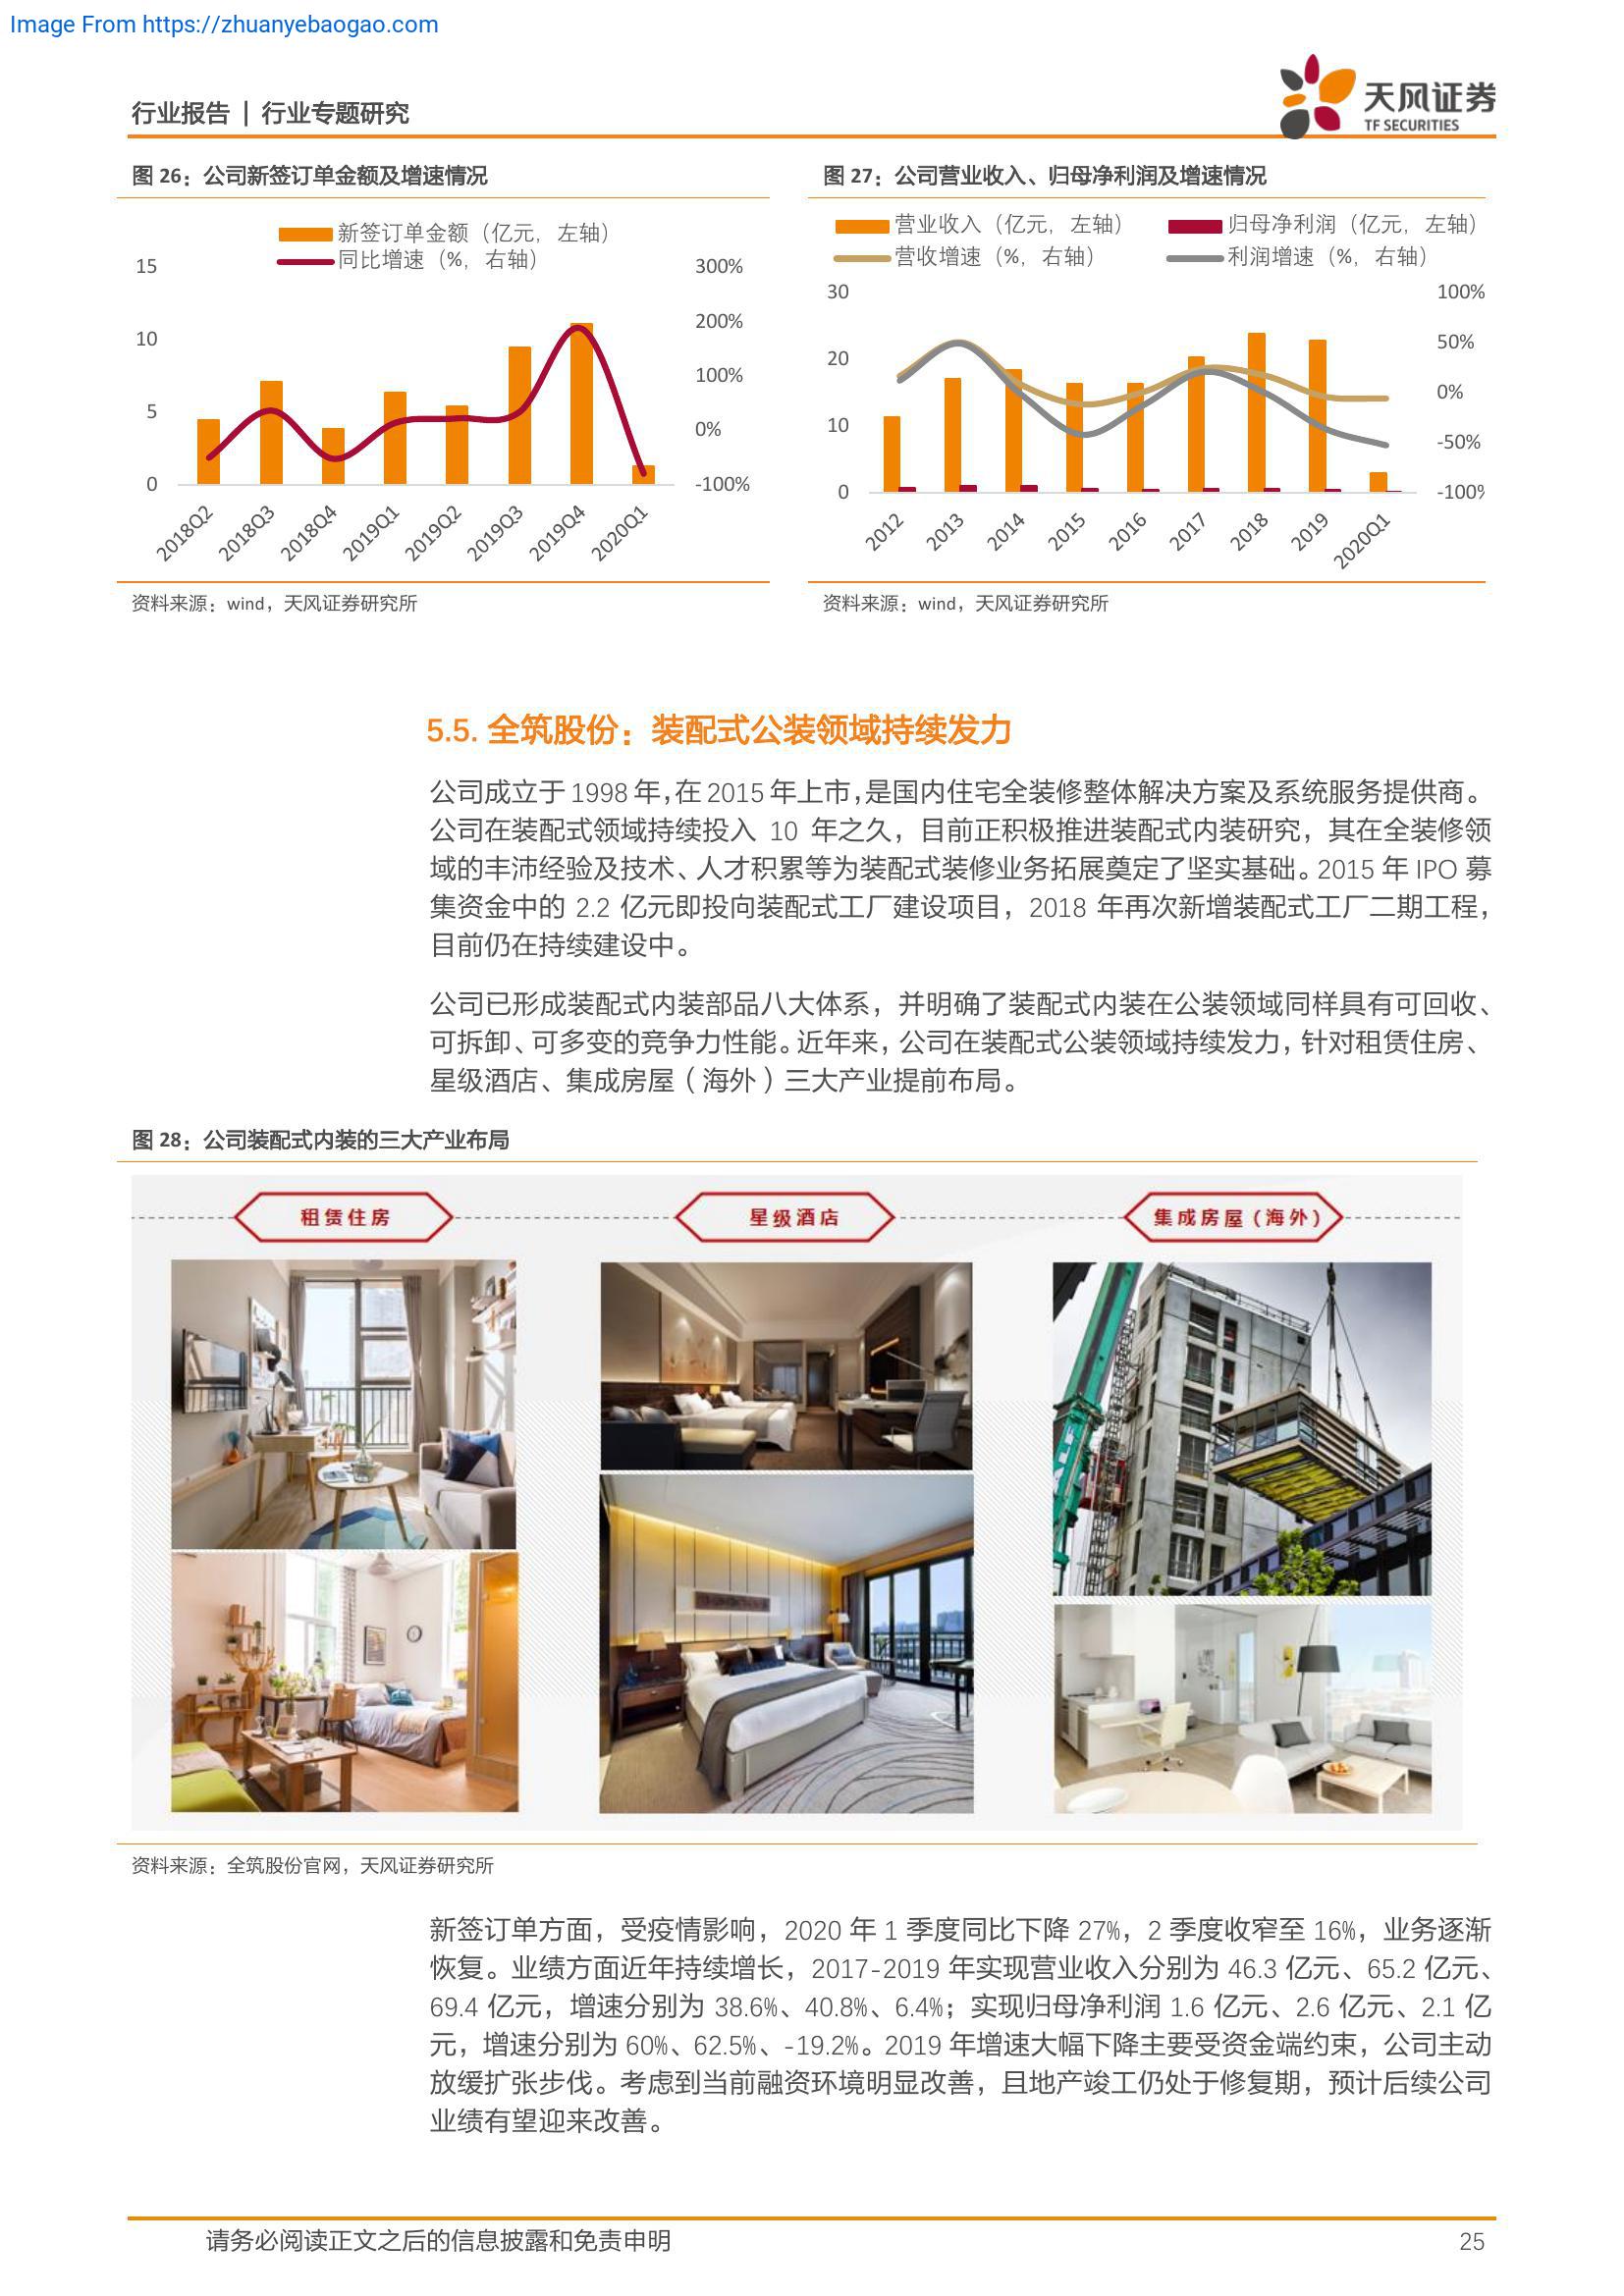 Image From https://zhuanyebaogao.com
行业报告 | 行业专题研究
天风证券
TF SECURITIES
图 26：公司新签订单金额及增速情况
新签订单金额（亿元，左轴）
同比增速（%，右轴）
15
10
5
0
300%
200%
100%
0%
-100%
2018Q2
2018Q3
2018Q4
2019Q1
2019Q2
2019Q3
2019Q4
2020Q1
资料来源：wind，天风证券研究所
图 27：公司营业收入、归母净利润及增速情况
营业收入（亿元，左轴）
归母净利润（亿元，左轴）
营收增速（%，右轴）
利润增速（%，右轴）
30
20
10
0
100%
50%
0%
-50%
-100%
2012
2013
2014
2015
2016
2017
2018
2019
2020Q1
资料来源：wind，天风证券研究所
5.5. 全筑股份：装配式公装领域持续发力
公司成立于 1998 年，在 2015 年上市，是国内住宅全装修整体解决方案及系统服务提供商。
公司在装配式领域持续投入 10 年之久，目前正积极推进装配式内装研究，其在全装修领
域的丰沛经验及技术、人才积累等为装配式装修业务拓展奠定了坚实基础。2015 年 IPO 募
集资金中的 2.2 亿元即投向装配式工厂建设项目，2018 年再次新增装配式工厂二期工程，
目前仍在持续建设中。
公司已形成装配式内装部品八大体系，并明确了装配式内装在公装领域同样具有可回收、
可拆卸、可多变的竞争力性能。近年来，公司在装配式公装领域持续发力，针对租赁住房、
星级酒店、集成房屋（海外）三大产业提前布局。
图 28：公司装配式内装的三大产业布局
租赁住房
星级酒店
集成房屋（海外）
资料来源：全筑股份官网，天风证券研究所
新签订单方面，受疫情影响，2020 年 1 季度同比下降 27%，2 季度收窄至 16%，业务逐渐
恢复。业绩方面近年持续增长，2017-2019 年实现营业收入分别为 46.3 亿元、65.2 亿元、
69.4 亿元，增速分别为 38.6%、40.8%、6.4%；实现归母净利润 1.6 亿元、2.6 亿元、2.1 亿
元，增速分别为 60%、62.5%、-19.2%。2019 年增速大幅下降主要受资金端约束，公司主动
放缓扩张步伐。考虑到当前融资环境明显改善，且地产竣工仍处于修复期，预计后续公司
业绩有望迎来改善。
请务必阅读正文之后的信息披露和免责申明
25